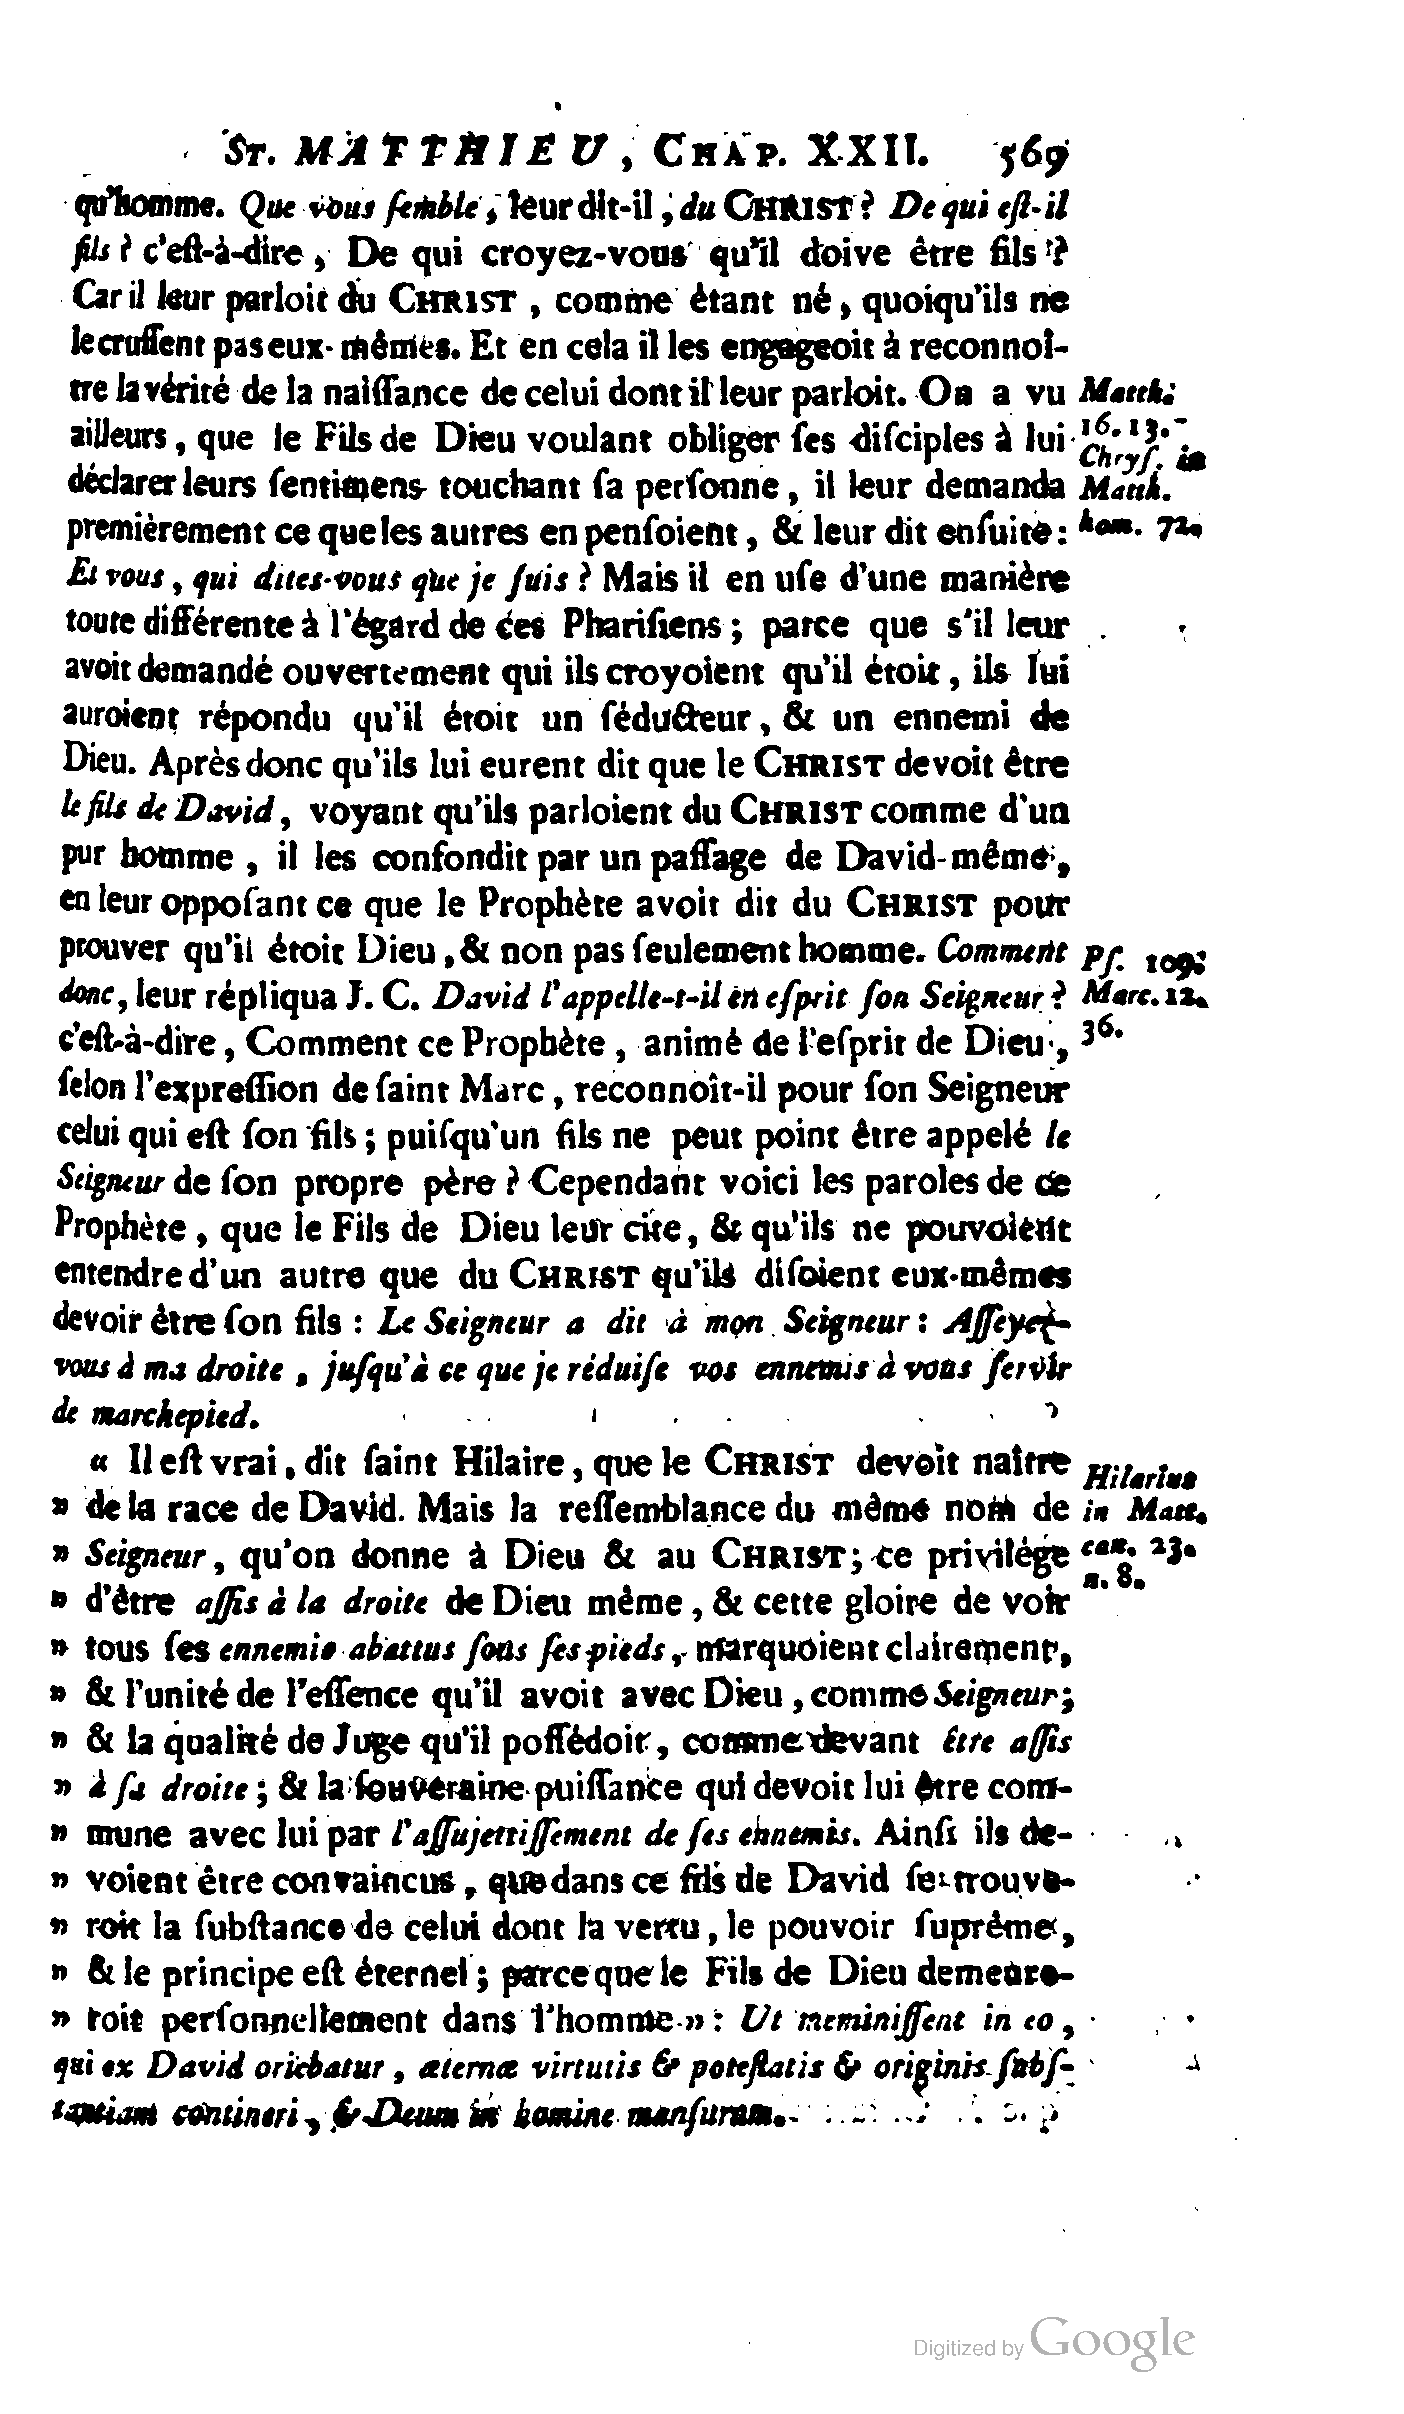 ST. MATTHIEU, CHAP. XXII. 569
qu'homme. Que vous ſemble, leur dit-il, du CHRIST? De qui eſt-il
fils? c'eſt-à-dire, De qui croyez-vous qu'il doive être fils?
Car il leur parloit du CHRIST, comme étant né, quoiqu'ils ne
le cruſſent pas eux-mêmes. Et en cela il les engageoit à reconnoî-
tre la vérité de la naiſſance de celui dont il leur parloit. On a vu
ailleurs, que le Fils de Dieu voulant obliger ſes diſciples à lui
déclarer leurs ſentimens touchant ſa perſonne, il leur demanda
premièrement ce que les autres en penſoient, & leur dit enſuite:
Et vous, qui dites-vous que je ſuis? Mais il en uſe d'une manière
toute différente à l'égard de ces Phariſiens; parce que s'il leur
avoit demandé ouvertement qui ils croyoient qu'il étoit, ils lui
auroient répondu qu'il étoit un ſéducteur, & un ennemi de
Dieu. Après donc qu'ils lui eurent dit que le CHRIST devoit être
le fils de David, voyant qu'ils parloient du CHRIST comme d'un
pur homme, il les confondit par un paſſage de David-même,
en leur oppoſant ce que le Prophète avoit dit du CHRIST pour
prouver qu'il étoit Dieu, & non pas ſeulement homme. Comment
donc, leur répliqua J. C. David l'appelle-t-il en eſprit ſon Seigneur?
c'eſt-à-dire, Comment ce Prophète, animé de l'eſprit de Dieu,
ſelon l'expreſſion de ſaint Marc, reconnoît-il pour ſon Seigneur
celui qui eſt ſon fils; puiſqu'un fils ne peut point être appelé le
Seigneur de ſon propre père? Cependant voici les paroles de ce
Prophète, que le Fils de Dieu leur cite, & qu'ils ne pouvoient
entendre d'un autre que du CHRIST qu'ils diſoient eux-mêmes
devoir être ſon fils: Le Seigneur a dit à mon Seigneur: Aſſeyez-
vous à ma droite, juſqu'à ce que je réduiſe vos ennemis à vous ſervir
de marchepied.
« Il eſt vrai, dit ſaint Hilaire, que le CHRIST devoit naître
» de la race de David. Mais la reſſemblance du même nom de
» Seigneur, qu'on donne à Dieu & au CHRIST; ce privilége
» d'être aſſis à la droite de Dieu même, & cette gloire de voir
» tous ſes ennemis abattus ſous ſes pieds, marquoient clairement,
» & l'unité de l'eſſence qu'il avoit avec Dieu, comme Seigneur;
» & la qualité de Juge qu'il poſſédoit, comme devant être aſſis
» à ſa droite; & la ſouveraine puiſſance qui devoit lui être com-
» mune avec lui par l'aſſujettiſſement de ſes ennemis. Ainſi ils de-
» voient être convaincus, que dans ce fils de David ſe trouve-
» roit la ſubſtance de celui dont la vertu, le pouvoir ſuprême,
» & le principe eſt éternel; parce que le Fils de Dieu demeure-
» roit perſonnellement dans l'homme »: Ut meminiſſent in eo,
qui ex David oriebatur, æternæ virtutis & poteſtatis & originis ſubſ-
tantiam contineri, & Deum in homine manſurum.
Matth.
16. 13.
Chryſ. in
Matth.
hom. 72.
Pſ. 109.
Marc. 12.
36.
Hilarius
in Matt.
can. 23.
n. 8.
Digitized by Google